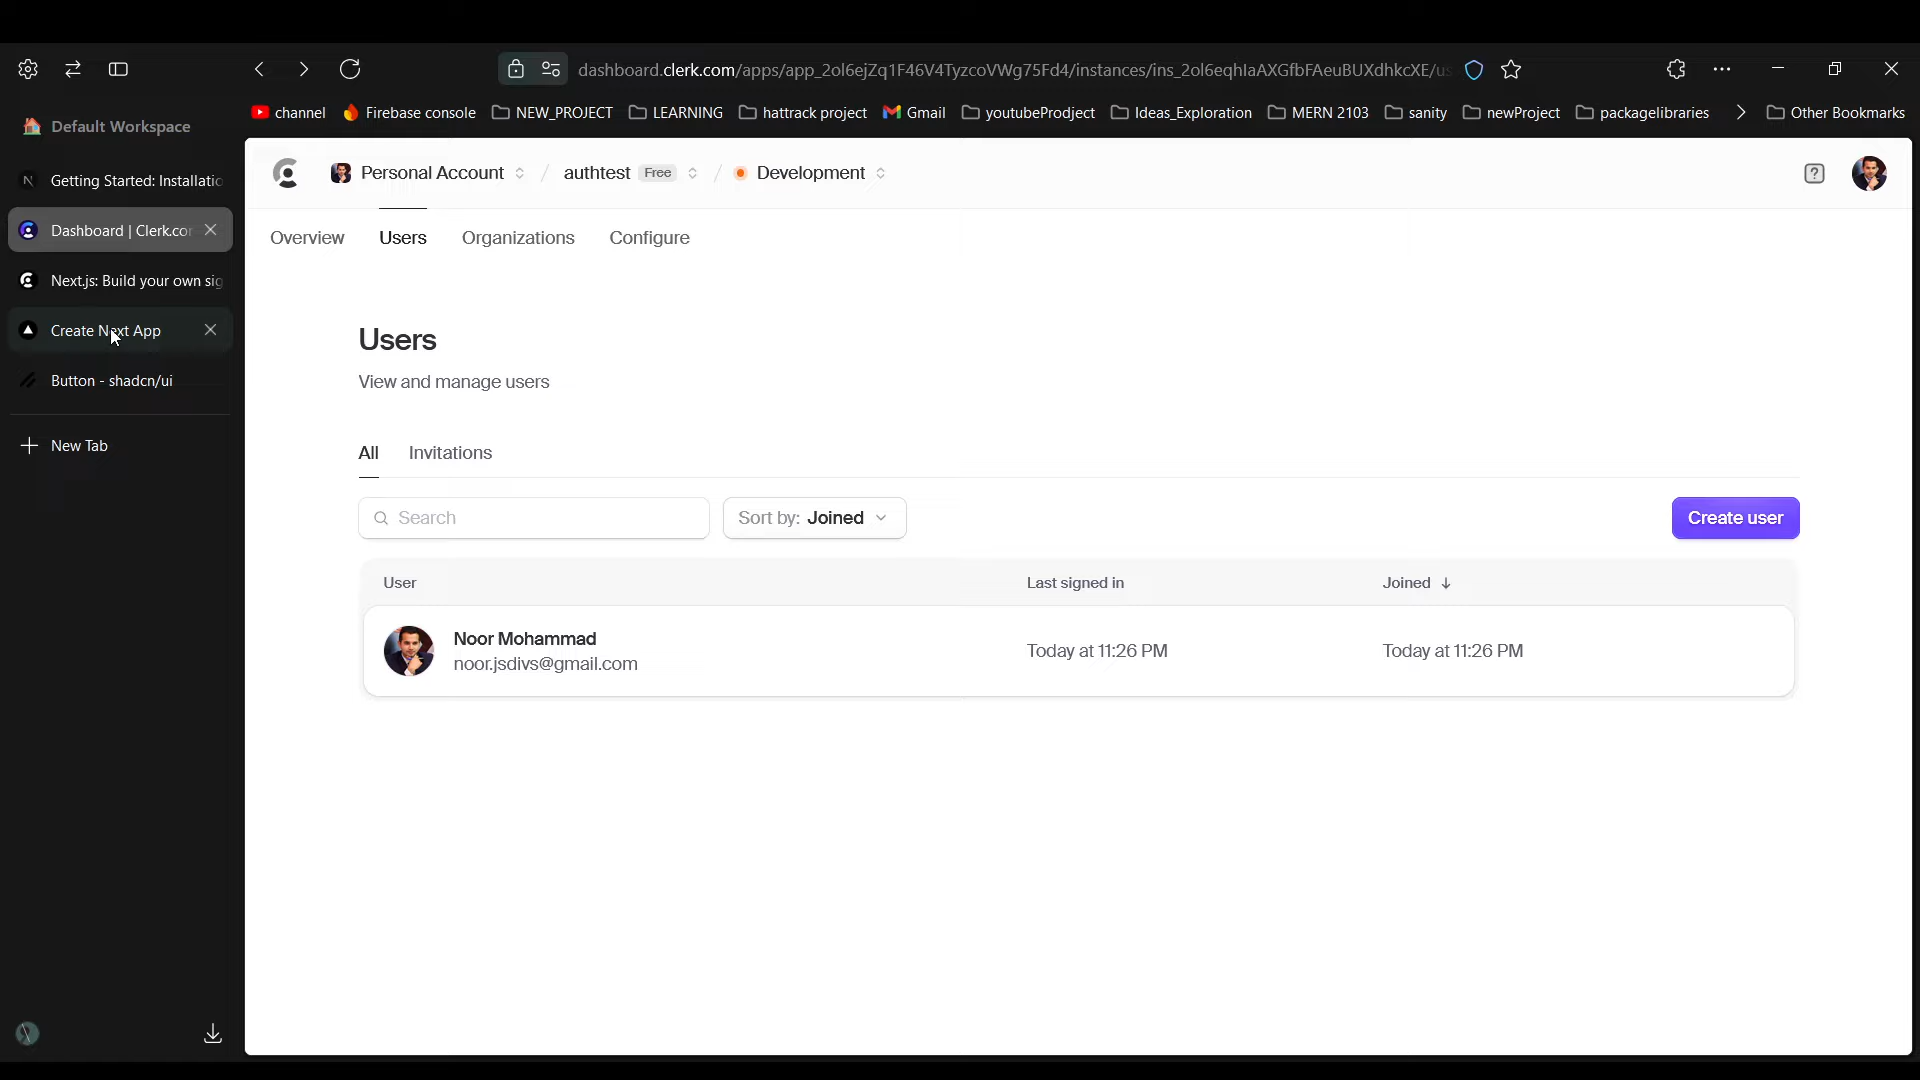 dashboard.clerk.com/apps/app_2ol6ejZq1F46V4TyzcoVWg75Fd4/instances/ins_2ol6eqhlaAXGfbFAeuBUXdhkcXE/us
Default Workspace
channel Firebase console NEW_PROJECT LEARNING hattrack project Gmail youtubeProdject Ideas_Exploration MERN 2103 sanity newProject packagelibraries Other Bookmarks
Getting Started: Installatio
Dashboard | Clerk.cor
Next.js: Build your own sig
Create Next App
Button - shadcn/ui
New Tab
Personal Account / authtest Free / Development
Overview Users Organizations Configure
Users
View and manage users
All Invitations
Search Sort by: Joined Create user
User Last signed in Joined
Noor Mohammad
noor.jsdivs@gmail.com
Today at 11:26 PM Today at 11:26 PM